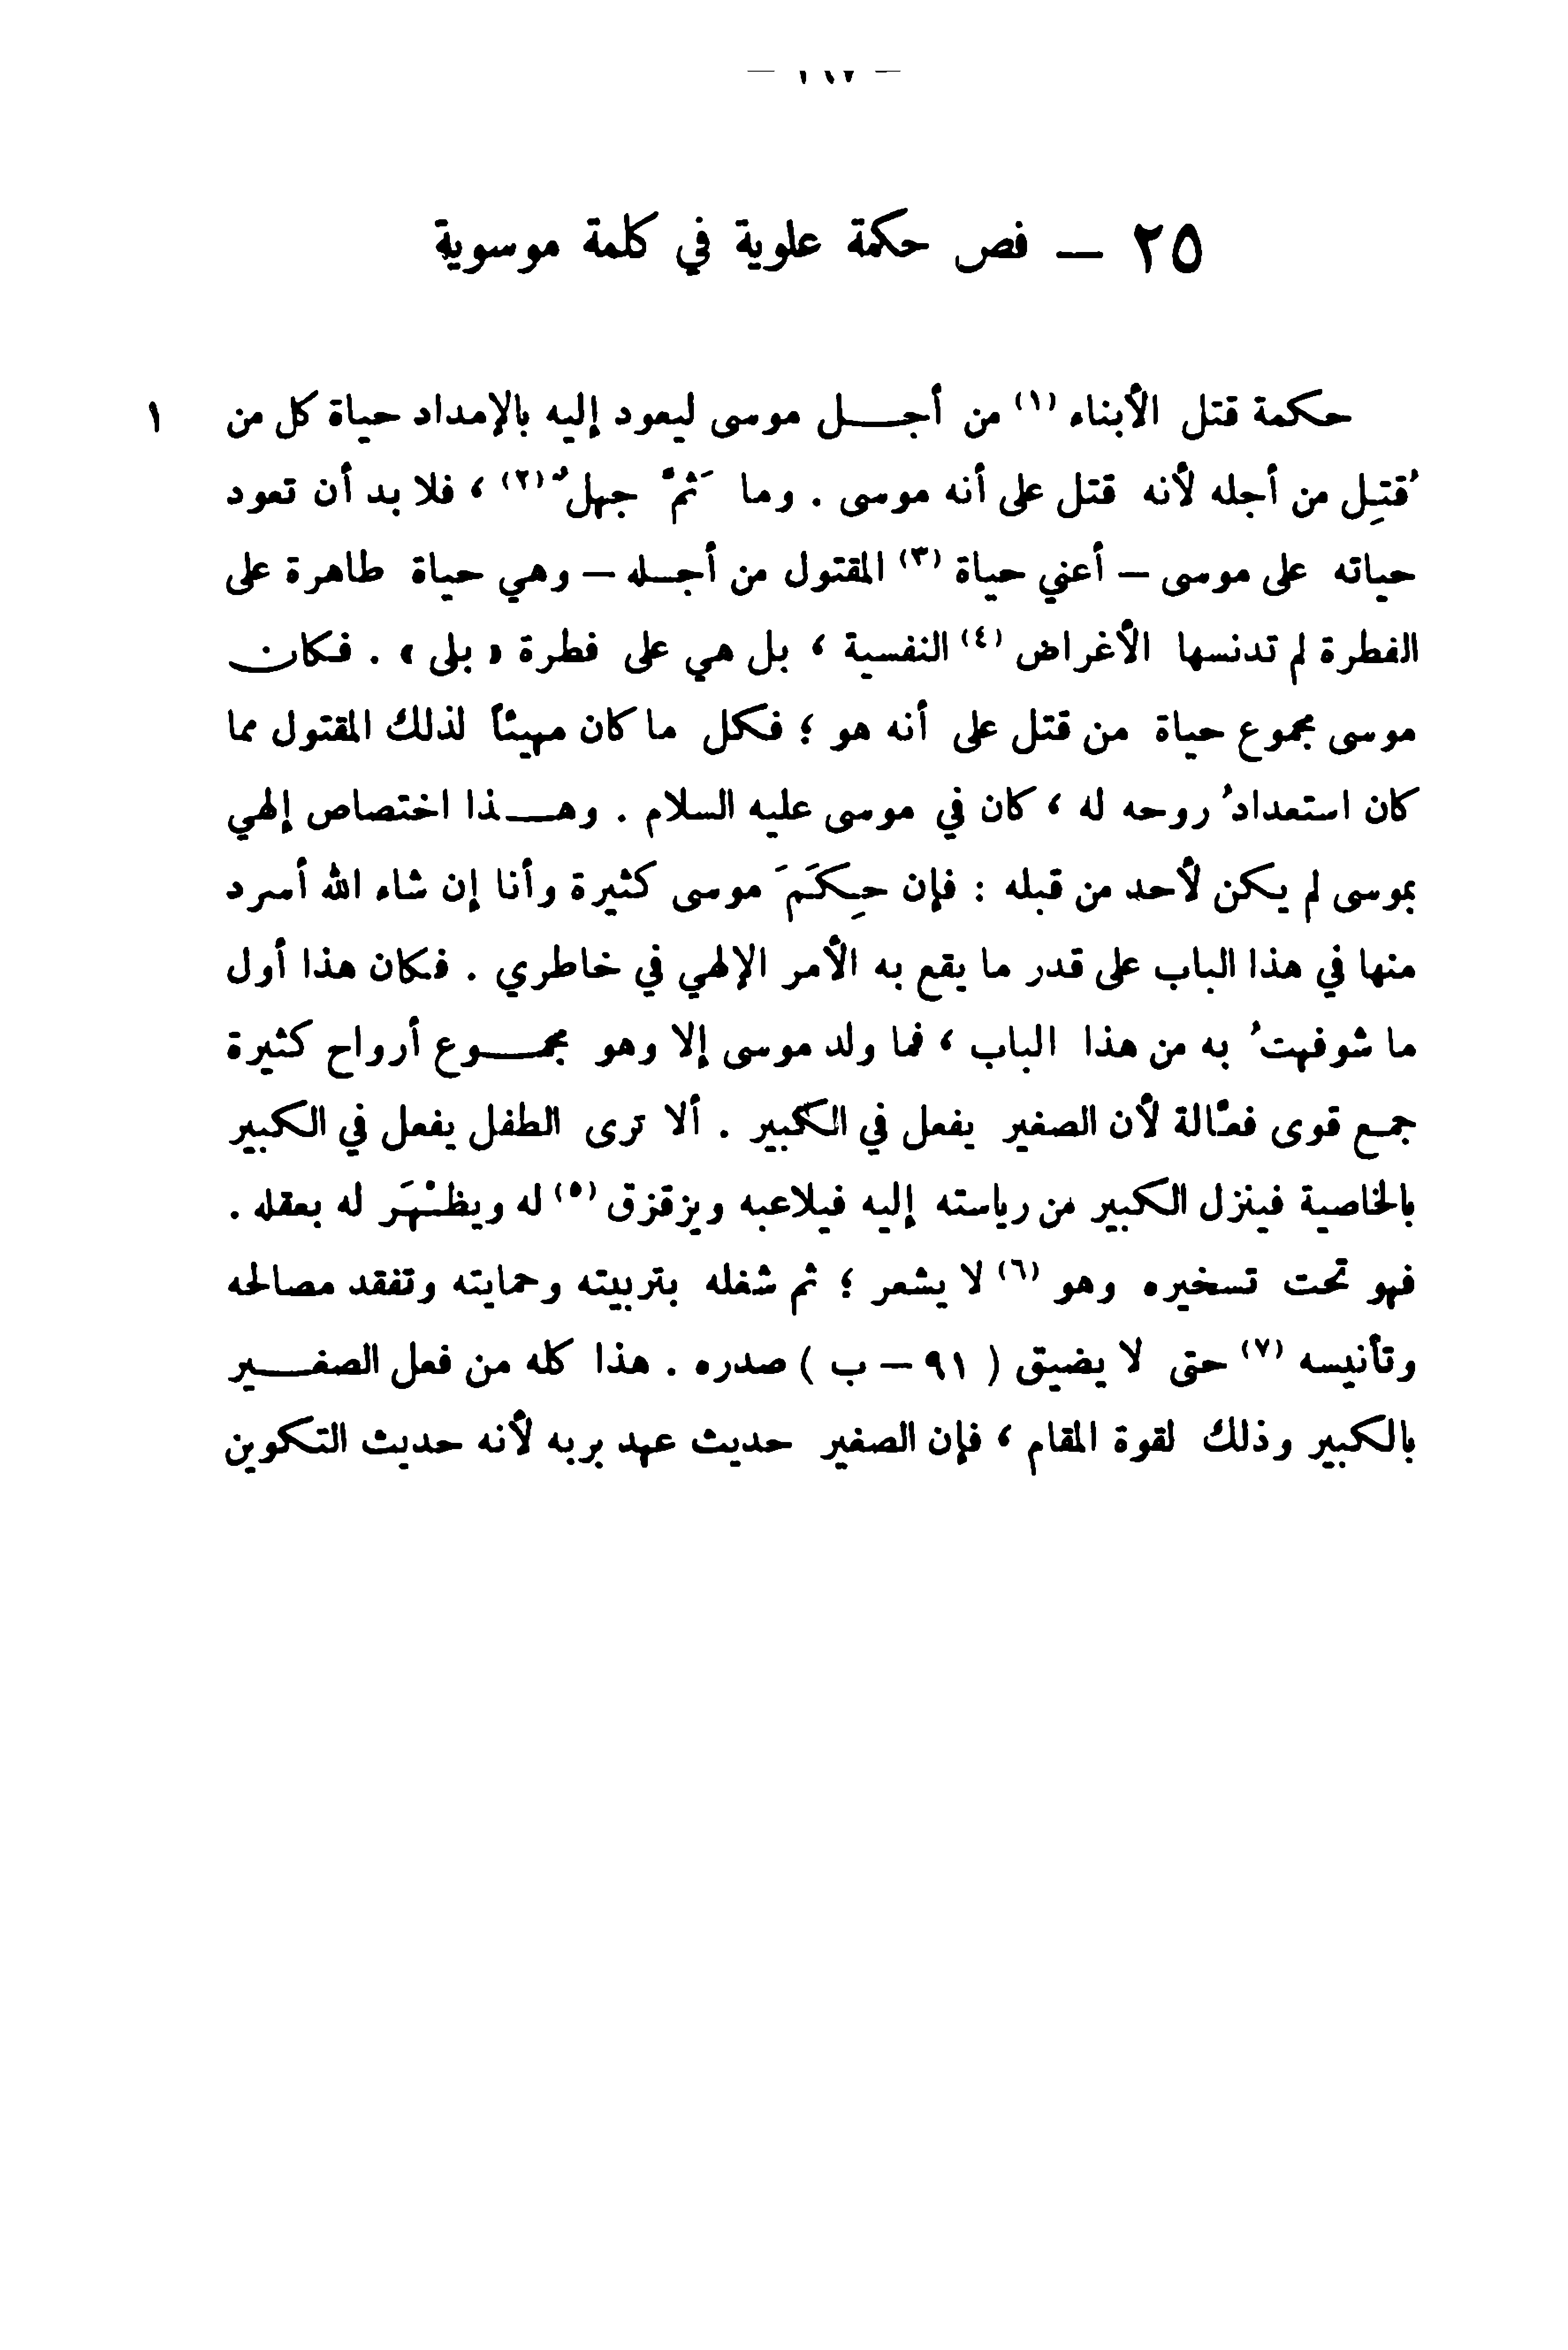 — ١٩٧ —
٢٥ — فص حكمة علوية في كلمة موسوية
حكمة قتل الأبناء (١) من أجل موسى ليعود إليه بالإمداد حياة كل من ١
قُتِل من أجله لأنه قتل على أنه موسى . وما ثَمَّ جهلٌ (٢) ، فلا بد أن تعود
حياته على موسى — أعني حياة (٣) المقتول من أجله — وهي حياة طاهرة على
الفطرة لم تدنسها الأغراض (٤) النفسية ، بل هي على فطرة « بلى » . فكان
موسى مجموع حياة من قتل على أنه هو ؛ فكل ما كان مهيئاً لذلك المقتول مما
كان استعدادُ روحه له ، كان في موسى عليه السلام . وهذا اختصاص إلهي
بموسى لم يكن لأحد من قبله : فإن حِكَمَ موسى كثيرة وأنا إن شاء الله أسرد
منها في هذا الباب على قدر ما يقع به الأمر الإلهي في خاطري . فكان هذا أول
ما شوفهتُ به من هذا الباب ، فما ولد موسى إلا وهو مجموع أرواح كثيرة
جمع قوى فعّالة لأن الصغير يفعل في الكبير . ألا ترى الطفل يفعل في الكبير
بالخاصية فينزل الكبير من رياسته إليه فيلاعبه ويزقزق (٥) له ويظْهَر له بعقله .
فهو تحت تسخيره وهو (٦) لا يشعر ؛ ثم شغله بتربيته وحمايته وتفقد مصالحه
وتأنيسه (٧) حتى لا يضيق ( ٩١ — ب ) صدره . هذا كله من فعل الصغير
بالكبير وذلك لقوة المقام ، فإن الصغير حديث عهد بربه لأنه حديث التكوين